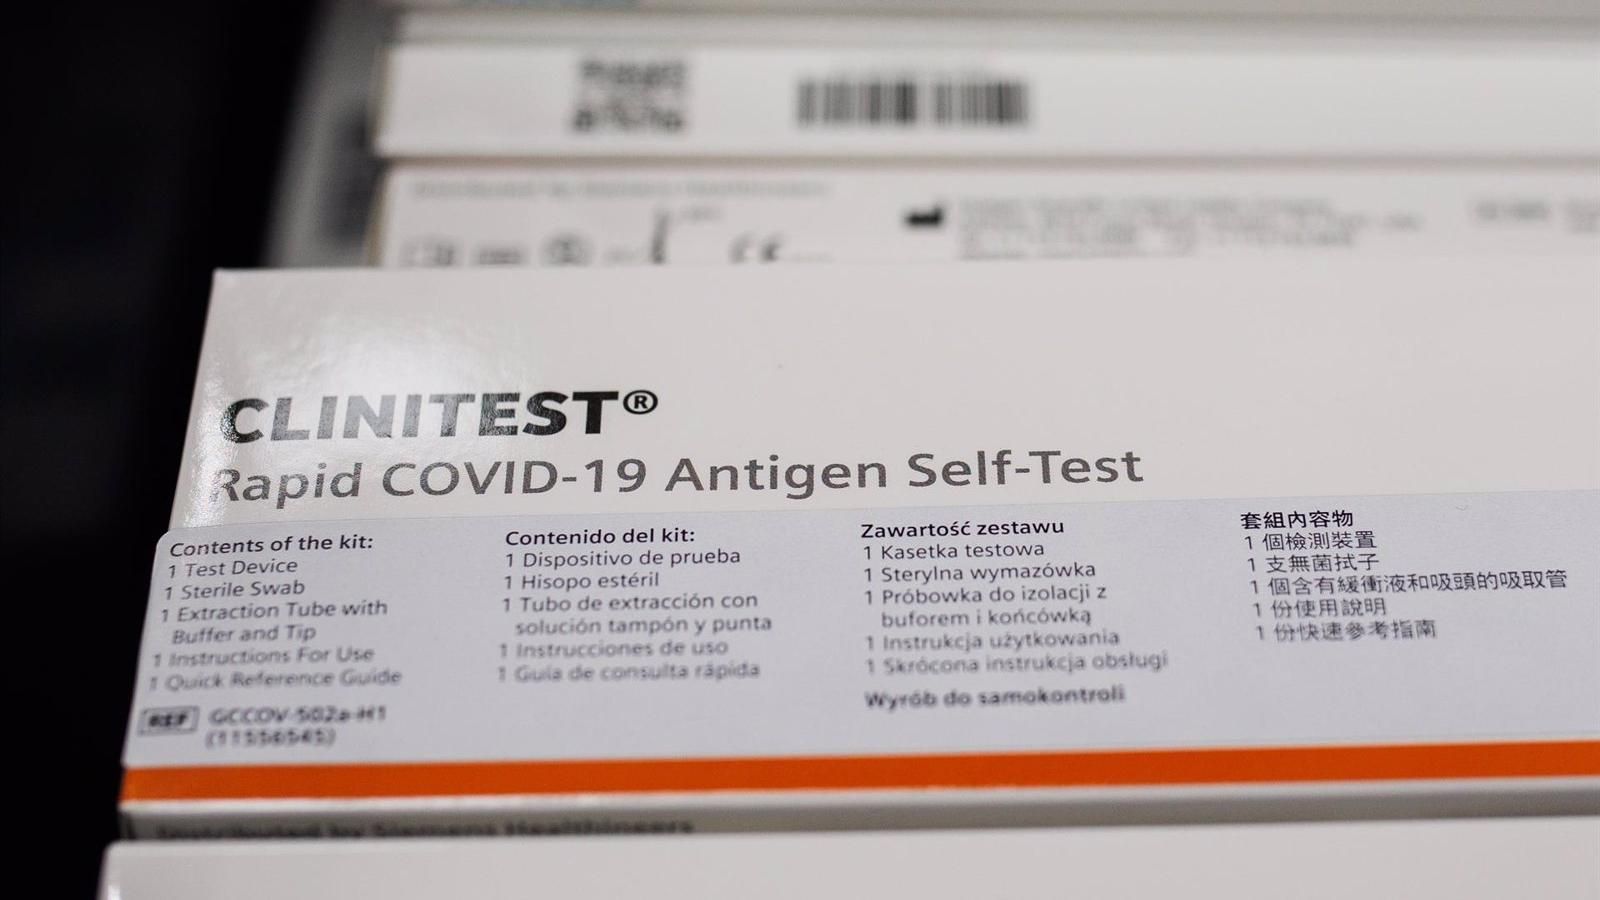 CLINITEST®
Rapid COVID-19 Antigen Self-Test
Contents of the kit:
1 Test Device
1 Sterile Swab
1 Extraction Tube with
Buffer and Tip
1 Instructions For Use
1 Quick Reference Guide
REF GCCOV-502a-H1
Contenido del kit:
1 Dispositivo de prueba
1 Hisopo estéril
1 Tubo de extracción con
solución tampón y punta
1 Instrucciones de uso
1 Guía de consulta rápida
Zawartość zestawu
1 Kasetka testowa
1 Sterylna wymazówka
1 Próbowka do izolacji z
buforem i końcówką
1 Instrukcja użytkowania
1 Skrócona instrukcja obsługi
Wyrób do samokontroli
套組內容物
1 個檢測裝置
1 支無菌拭子
1 個含有緩衝液和吸頭的吸取管
1 份使用說明
1 份快速參考指南
Distributed by Siemens Healthineers